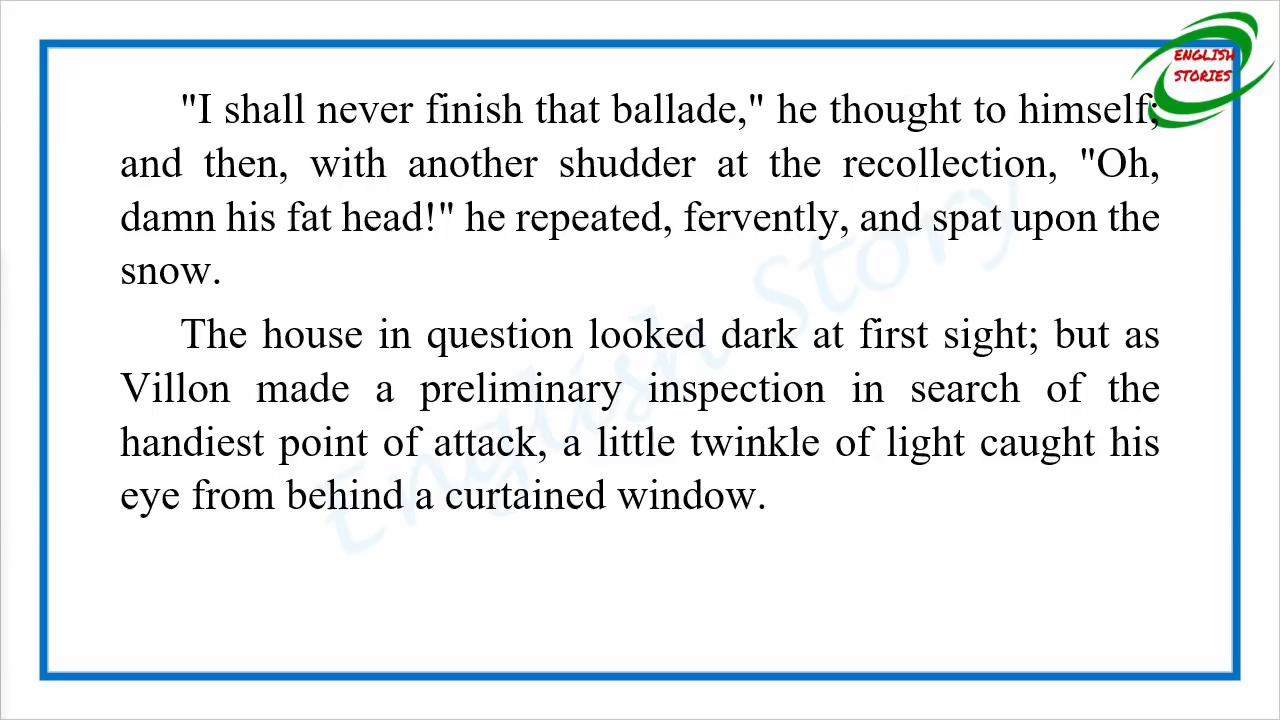 ENGLISH
STORIES
"I shall never finish that ballade," he thought to himself;
and then, with another shudder at the recollection, "Oh,
damn his fat head!" he repeated, fervently, and spat upon the
snow.
The house in question looked dark at first sight; but as
Villon made a preliminary inspection in search of the
handiest point of attack, a little twinkle of light caught his
eye from behind a curtained window.
English Story